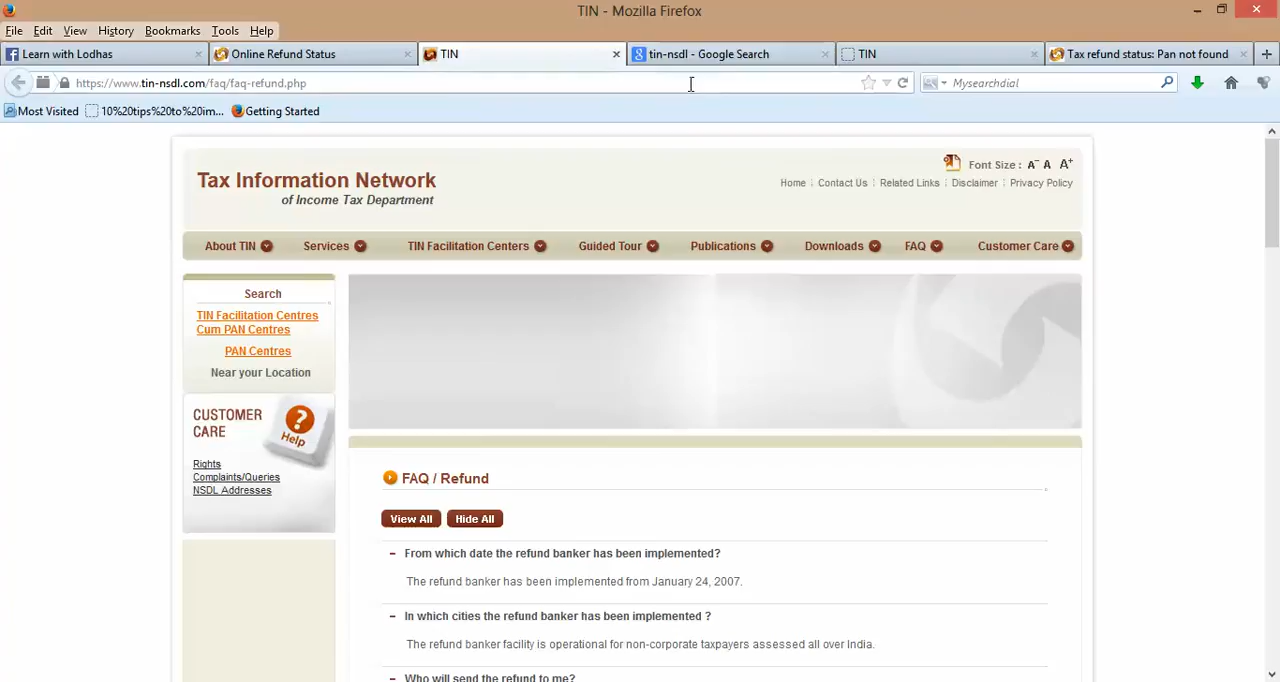 TIN - Mozilla Firefox
File Edit View History Bookmarks Tools Help
Learn with Lodhas Online Refund Status TIN tin-nsdl - Google Search TIN Tax refund status: Pan not found
https://www.tin-nsdl.com/faq/faq-refund.php Mysearchdial
Most Visited 10%20tips%20to%20im... Getting Started
Font Size : A- A A+
Tax Information Network
of Income Tax Department
Home Contact Us Related Links Disclaimer Privacy Policy
About TIN Services TIN Facilitation Centers Guided Tour Publications Downloads FAQ Customer Care
Search
TIN Facilitation Centres
Cum PAN Centres
PAN Centres
Near your Location
CUSTOMER
CARE
Help
Rights
Complaints/Queries
NSDL Addresses
FAQ / Refund
View All Hide All
From which date the refund banker has been implemented?
The refund banker has been implemented from January 24, 2007.
In which cities the refund banker has been implemented ?
The refund banker facility is operational for non-corporate taxpayers assessed all over India.
Who will send the refund to me?